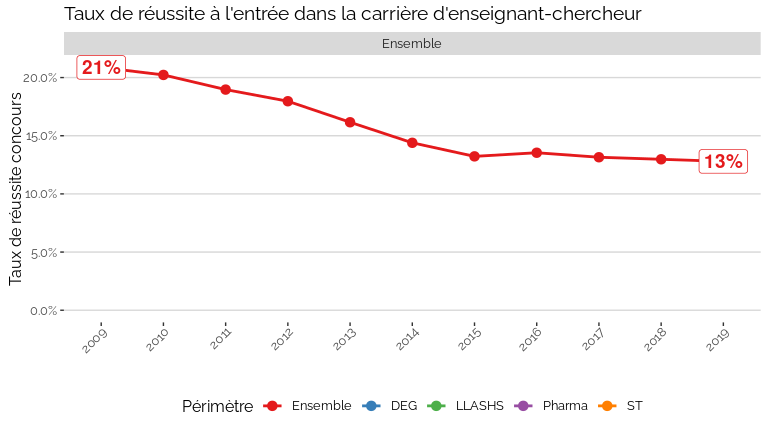 Taux de réussite à l'entrée dans la carrière d'enseignant-chercheur
Ensemble
Taux de réussite concours
20.0%
15.0%
10.0%
5.0%
0.0%
21%
13%
2009 2010 2011 2012 2013 2014 2015 2016 2017 2018 2019
Périmètre Ensemble DEG LLASHS Pharma ST